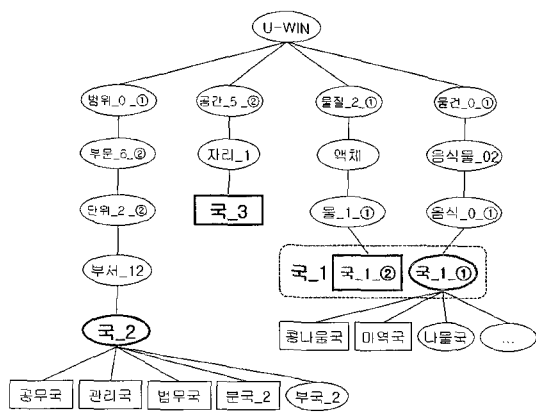 U-WIN
범위_0_① 공간_5_② 물질_2_① 물건_0_①
부문_6_② 자리_1 액체 음식물_02
단위_2_② 국_3 물_1_① 음식_0_①
부서_12 국_1 국_1_② 국_1_①
국_2 콩나물국 미역국 나물국 ...
공무국 관리국 법무국 분국_2 부국_2